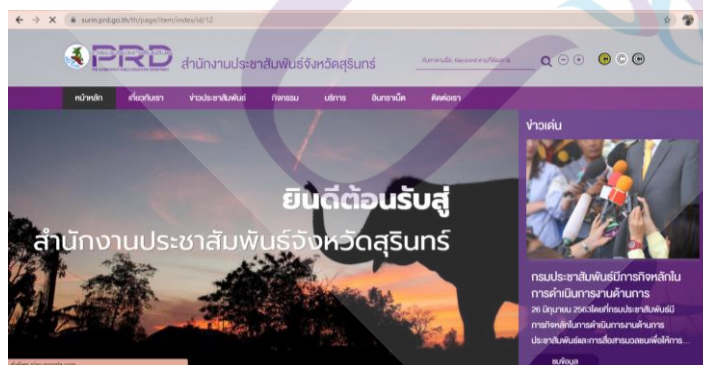 surin.prd.go.th/th/page/item/index/id/12
PRD
สำนักงานประชาสัมพันธ์จังหวัดสุรินทร์
หน้าหลัก เกี่ยวกับเรา ข่าวประชาสัมพันธ์ กิจกรรม บริการ อินทราเน็ต ติดต่อเรา
ยินดีต้อนรับสู่
สำนักงานประชาสัมพันธ์จังหวัดสุรินทร์
ข่าวเด่น
กรมประชาสัมพันธ์มีภารกิจหลักใน
การดำเนินการงานด้านการ
26 มิถุนายน 2563โดยที่กรมประชาสัมพันธ์มี
ภารกิจหลักในการดำเนินการงานด้านการ
ประชาสัมพันธ์และการสื่อสารมวลชนเพื่อให้การ...
ชมข้อมูล